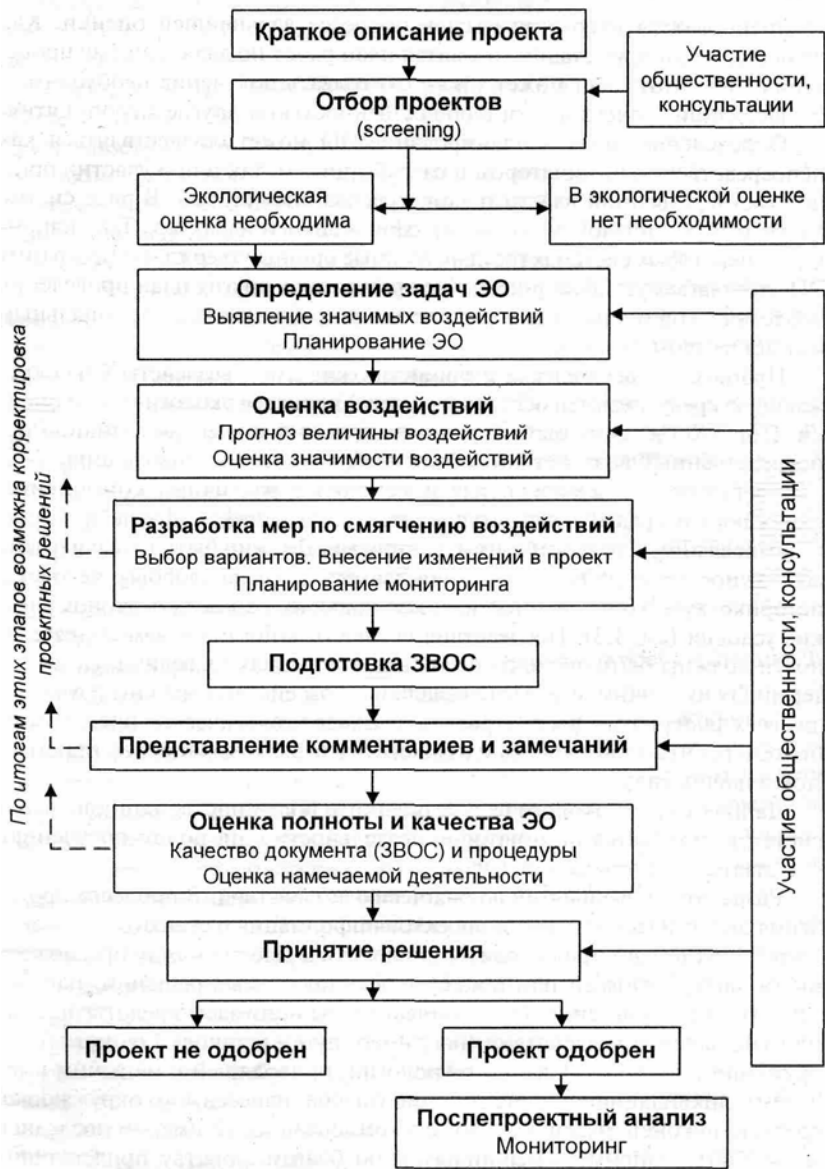 Краткое описание проекта
Участие
общественности,
консультации
Отбор проектов
(screening)
Экологическая
оценка необходима
В экологической оценке
нет необходимости
Определение задач ЭО
Выявление значимых воздействий
Планирование ЭО
Оценка воздействий
Прогноз величины воздействий
Оценка значимости воздействий
Разработка мер по смягчению воздействий
Выбор вариантов. Внесение изменений в проект
Планирование мониторинга
Подготовка ЗВОС
Представление комментариев и замечаний
Оценка полноты и качества ЭО
Качество документа (ЗВОС) и процедуры
Оценка намечаемой деятельности
Принятие решения
Проект не одобрен
Проект одобрен
Послепроектный анализ
Мониторинг
По итогам этих этапов возможна корректировка
проектных решений
Участие общественности, консультации